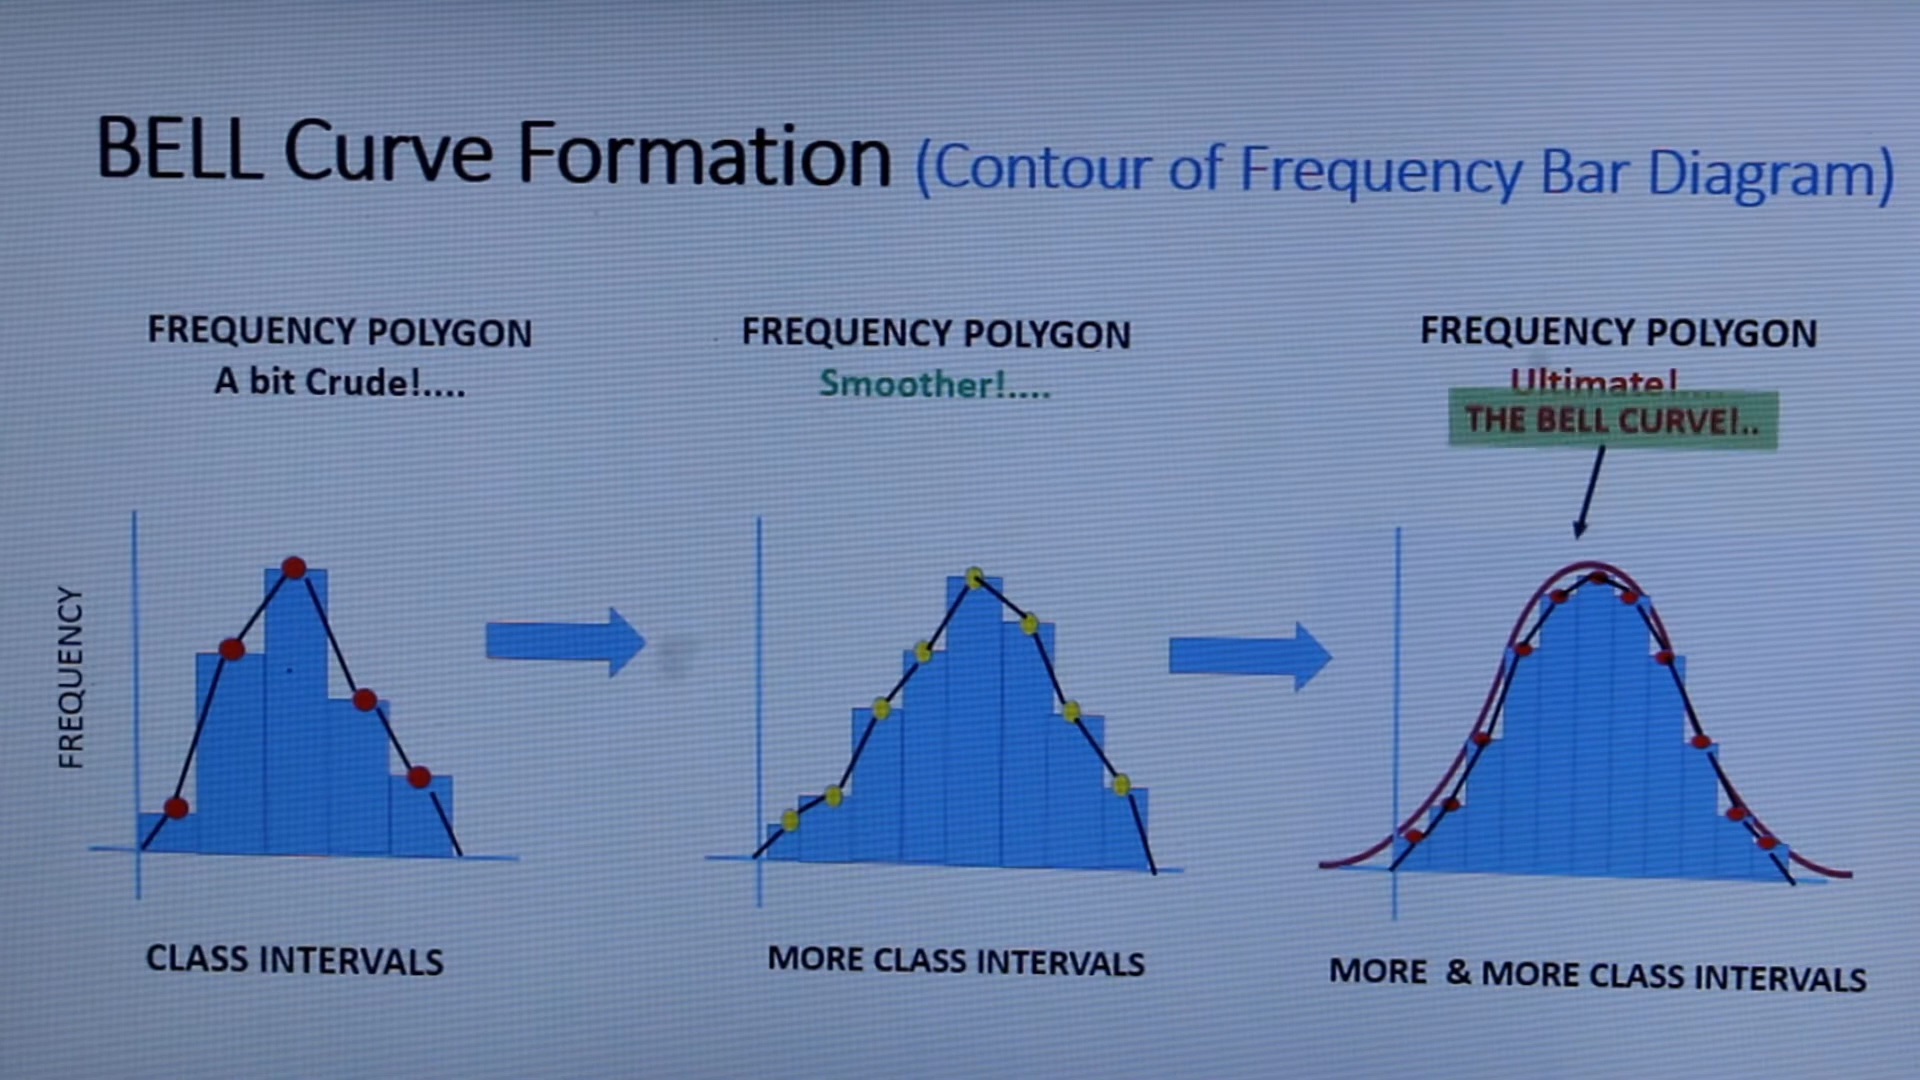 BELL Curve Formation (Contour of Frequency Bar Diagram)
FREQUENCY POLYGON
A bit Crude!....
FREQUENCY POLYGON
Smoother!....
FREQUENCY POLYGON
Ultimate!....
THE BELL CURVE!..
FREQUENCY
CLASS INTERVALS
MORE CLASS INTERVALS
MORE & MORE CLASS INTERVALS